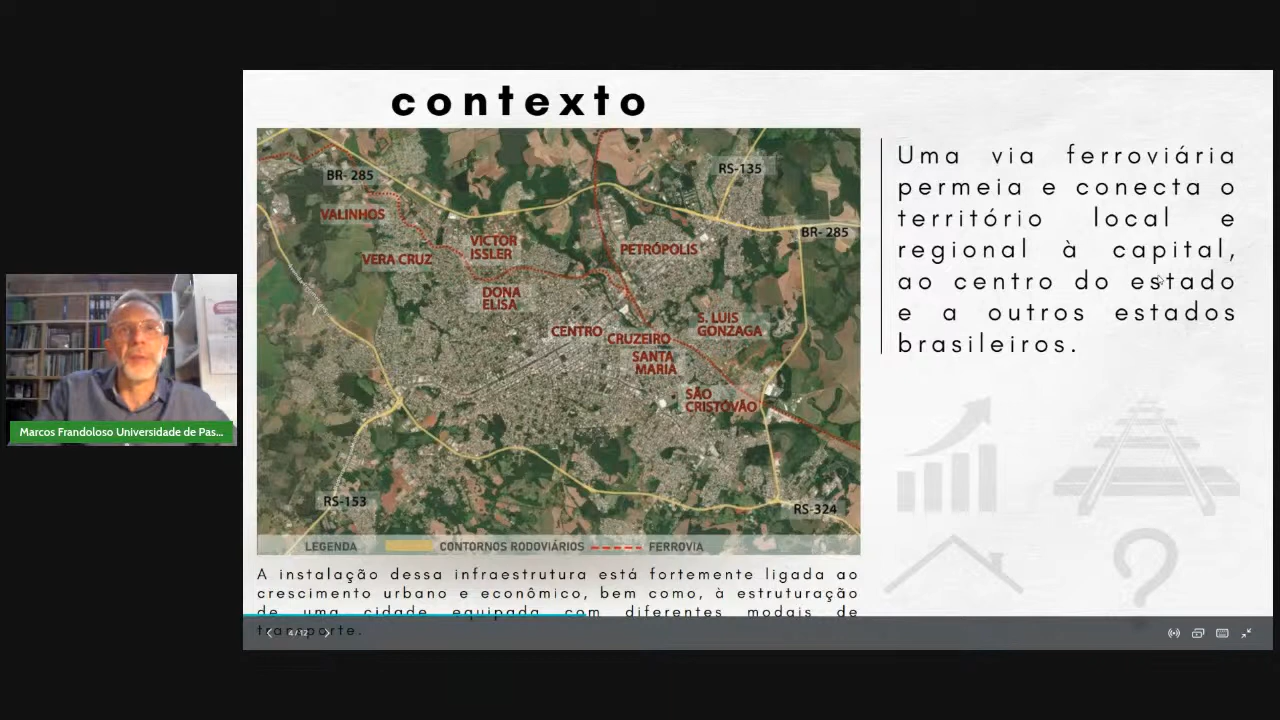 contexto
BR- 285
RS-135
VALINHOS
BR- 285
VICTOR
ISSLER
PETRÓPOLIS
VERA CRUZ
DONA
ELISA
S. LUIS
GONZAGA
CENTRO
CRUZEIRO
SANTA
MARIA
SÃO
CRISTOVÃO
RS-153
RS-324
LEGENDA CONTORNOS RODOVIÁRIOS FERROVIA
A instalação dessa infraestrutura está fortemente ligada ao
crescimento urbano e econômico, bem como, à estruturação
de uma cidade equipada com diferentes modais de
transporte.
Uma via ferroviária
permeia e conecta o
território local e
regional à capital,
ao centro do estado
e a outros estados
brasileiros.
?
Marcos Frandoloso Universidade de Pas...
4/12